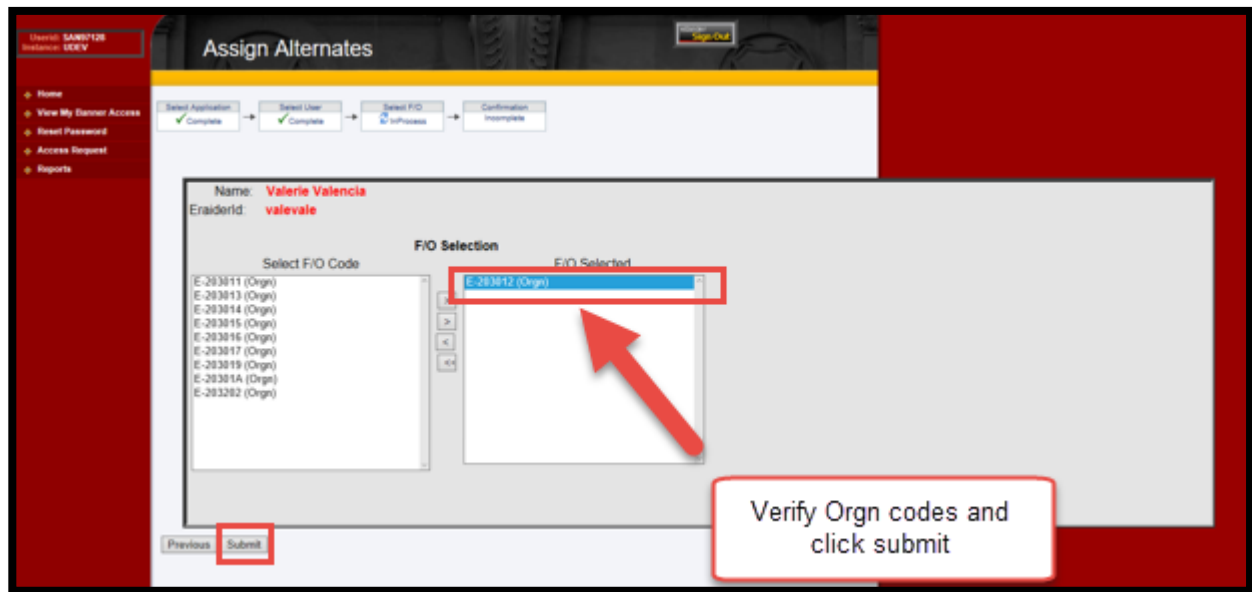 Userid: SAN97128
Instance: UDEV
Assign Alternates
Sign Out
Home
View My Banner Access
Reset Password
Access Request
Reports
Select Application
Complete
Select User
Complete
Select F/O
InProcess
Confirmation
Incomplete
Name: Valerie Valencia
EraiderId: valevale
F/O Selection
Select F/O Code
F/O Selected
E-203011 (Orgn)
E-203013 (Orgn)
E-203014 (Orgn)
E-203015 (Orgn)
E-203016 (Orgn)
E-203017 (Orgn)
E-203019 (Orgn)
E-20301A (Orgn)
E-203202 (Orgn)
>
<
<<
E-203012 (Orgn)
Verify Orgn codes and
click submit
Previous
Submit